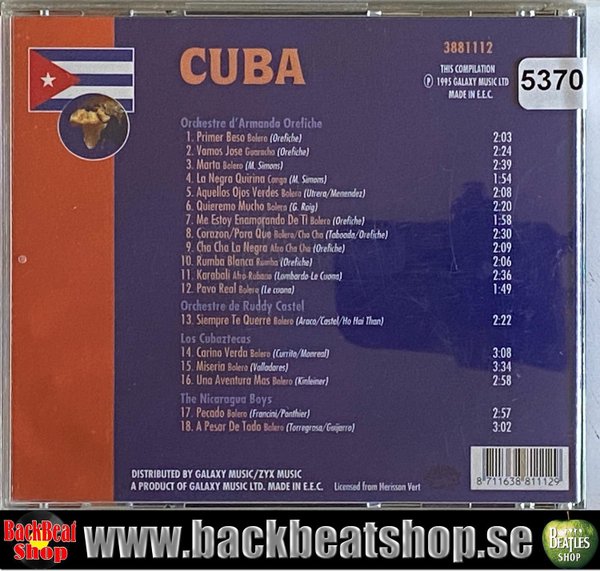 CUBA
3881112
THIS COMPILATION
℗ 1995 GALAXY MUSIC LTD
MADE IN E.E.C.
5370
Orchestre d'Armando Orefiche
1. Primer Beso Bolero (Orefiche) 2:03
2. Vamos Jose Guaracha (Orefiche) 2:24
3. Marta Bolero (M. Simons) 2:39
4. La Negra Quirina Conga (M. Simons) 1:54
5. Aquellos Ojos Verdes Bolero (Utrera/Menendez) 2:08
6. Quieremo Mucho Bolero (G. Roig) 2:20
7. Me Estoy Enamorando De Ti Bolero (Orefiche) 1:58
8. Corazon/Pora Que Bolero/Cha Cha (Taboada/Orefiche) 2:30
9. Cha Cha La Negra Afro Cha Cha (Orefiche) 2:09
10. Rumba Blanca Rumba (Orefiche) 2:06
11. Karabali Afro-Rubaoo (Lombardo-Le Cuona) 2:36
12. Pavo Real Bolero (Le cuona) 1:49
Orchestre de Ruddy Castel
13. Siempre Te Querre Bolero (Araco/Castel/Ho Hai Than) 2:22
Los Cubaztecas
14. Carino Verda Bolero (Currito/Monreal) 3:08
15. Miseria Bolero (Valladares) 3:34
16. Una Aventura Mas Bolero (Kinleimer) 2:58
The Nicaragua Boys
17. Pecado Bolero (Francini/Ponthier) 2:57
18. A Pesar De Todo Bolero (Torregrosa/Guijarro) 3:02
DISTRIBUTED BY GALAXY MUSIC/ZYX MUSIC
A PRODUCT OF GALAXY MUSIC LTD. MADE IN E.E.C. Licensed from Herisson Vert
8 711638 811129
BackBeat Shop
www.backbeatshop.se
BEATLES SHOP